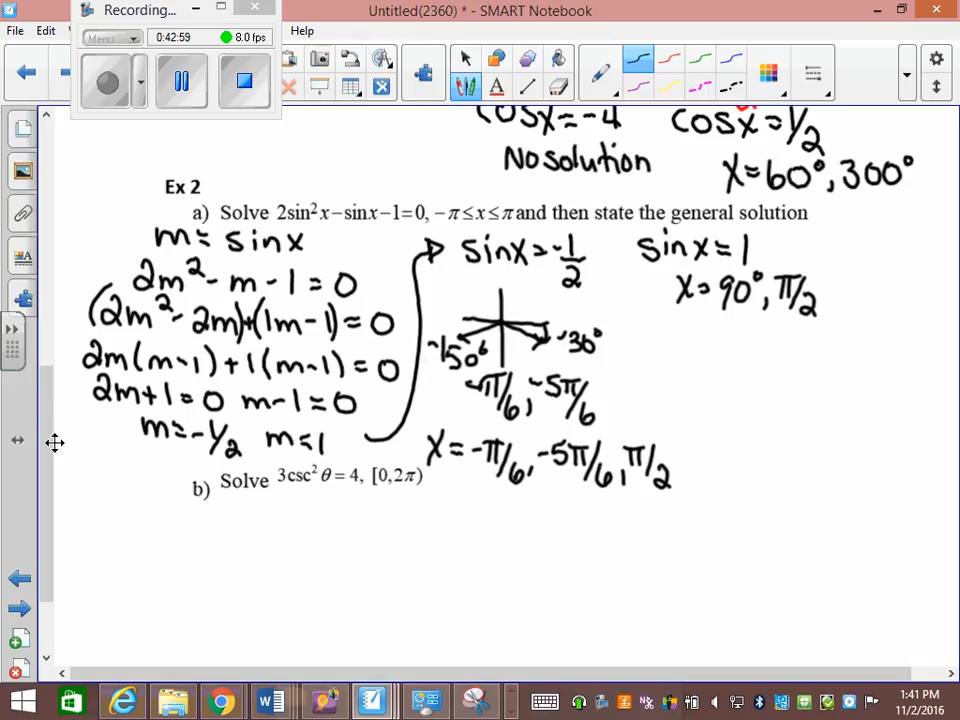 Recording...
Untitled(2360) * - SMART Notebook
Menu
0:42:59
8.0 fps
File Edit
Help
cosx=-4
cosx=1/2
No solution
x=60°,300°
Ex 2
a) Solve 2sin²x−sinx−1=0, −π≤x≤π and then state the general solution
m= sinx
2m²- m - 1 = 0
(2m²- 2m)+(1m-1)=0
2m(m-1)+1(m-1)=0
2m+1=0 m-1=0
m=-1/2 m=1
sinx=-1/2
sinx=1
x=90°, π/2
-150°
-30°
-π/6, -5π/6
x=-π/6, -5π/6, π/2
b) Solve 3csc²θ=4, [0,2π)
1:41 PM
11/2/2016